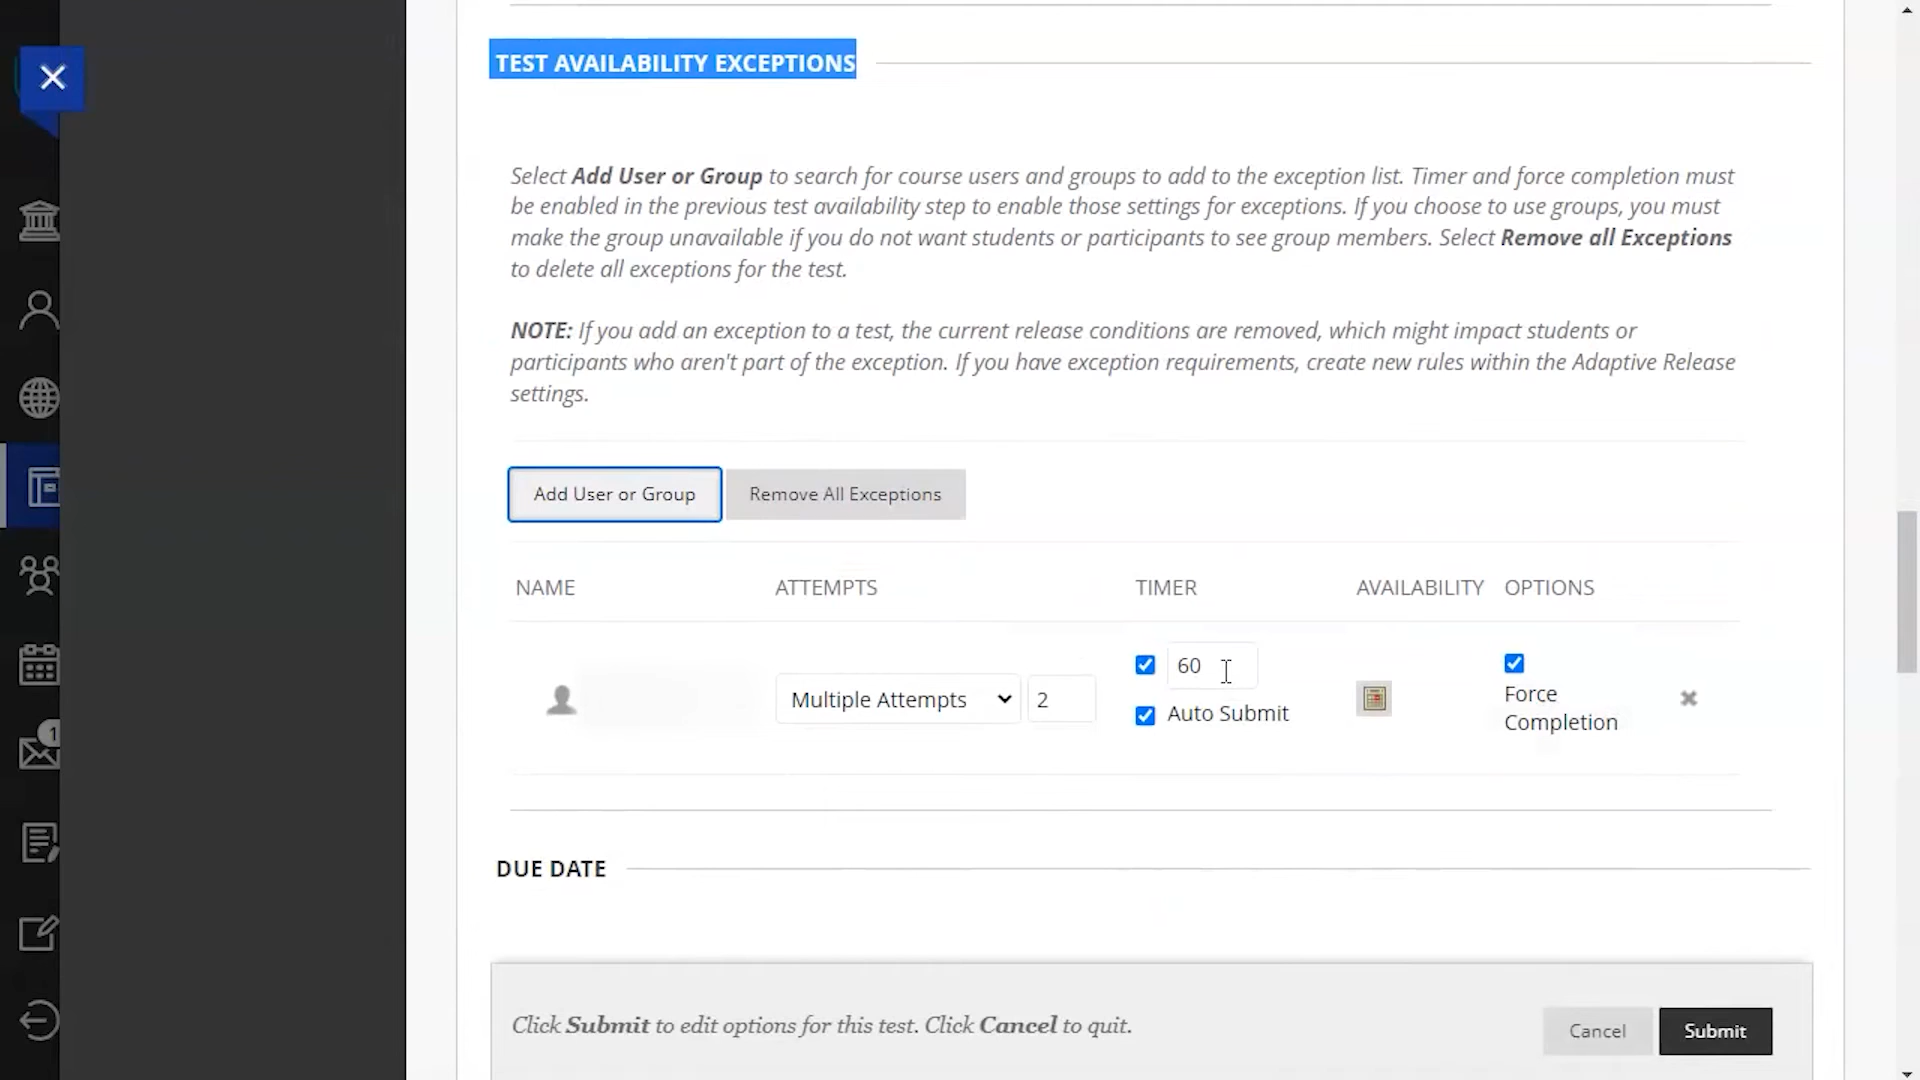 TEST AVAILABILITY EXCEPTIONS
Select Add User or Group to search for course users and groups to add to the exception list. Timer and force completion must
be enabled in the previous test availability step to enable those settings for exceptions. If you choose to use groups, you must
make the group unavailable if you do not want students or participants to see group members. Select Remove all Exceptions
to delete all exceptions for the test.
NOTE: If you add an exception to a test, the current release conditions are removed, which might impact students or
participants who aren't part of the exception. If you have exception requirements, create new rules within the Adaptive Release
settings.
Add User or Group Remove All Exceptions
NAME ATTEMPTS TIMER AVAILABILITY OPTIONS
60
Multiple Attempts 2
Auto Submit
Force
Completion
1
DUE DATE
Click Submit to edit options for this test. Click Cancel to quit.
Cancel Submit